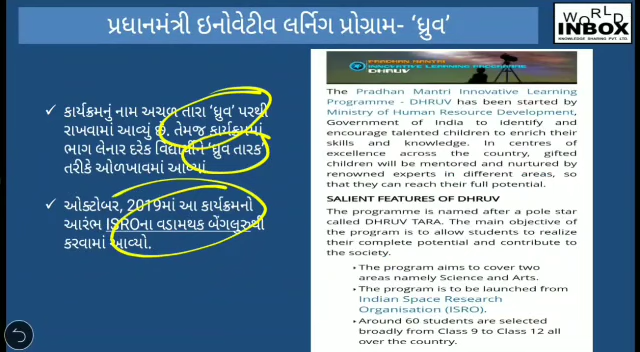 પ્રધાનમંત્રી ઇનોવેટીવ લર્નિગ પ્રોગ્રામ- ‘ધ્રુવ’
WORLD
INBOX
KNOWLEDGE SHARING PVT. LTD.
✓ કાર્યક્રમનું નામ અચળ તારા ‘ધ્રુવ’ પરથી
રાખવામાં આવ્યું છે. તેમજ કાર્યક્રમમાં
ભાગ લેનાર દરેક વિદ્યાર્થીને ‘ધ્રુવ તારક’
તરીકે ઓળખાવમાં આવ્યાં
✓ ઓક્ટોબર, 2019માં આ કાર્યક્રમનો
આરંભ ISROના વડામથક બેંગલુરુથી
કરવામાં આવ્યો.
PRADHAN MANTRI
INNOVATIVE LEARNING PROGRAMME
DHRUV
The Pradhan Mantri Innovative Learning
Programme - DHRUV has been started by
Ministry of Human Resource Development,
Government of India to identify and
encourage talented children to enrich their
skills and knowledge. In centres of
excellence across the country, gifted
children will be mentored and nurtured by
renowned experts in different areas, so
that they can reach their full potential.
SALIENT FEATURES OF DHRUV
The programme is named after a pole star
called DHRUV TARA. The main objective of
the program is to allow students to realize
their complete potential and contribute to
the society.
• The program aims to cover two
areas namely Science and Arts.
• The program is to be launched from
Indian Space Research
Organisation (ISRO).
• Around 60 students are selected
broadly from Class 9 to Class 12 all
over the country.